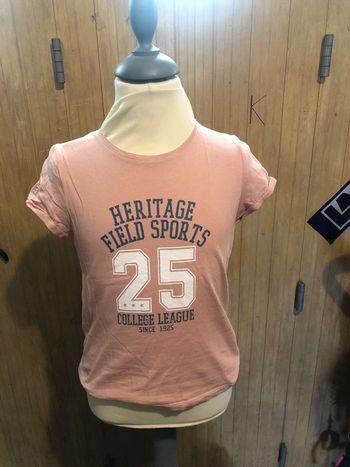 HERITAGE
FIELD SPORTS
25
COLLEGE LEAGUE
SINCE 1925
K